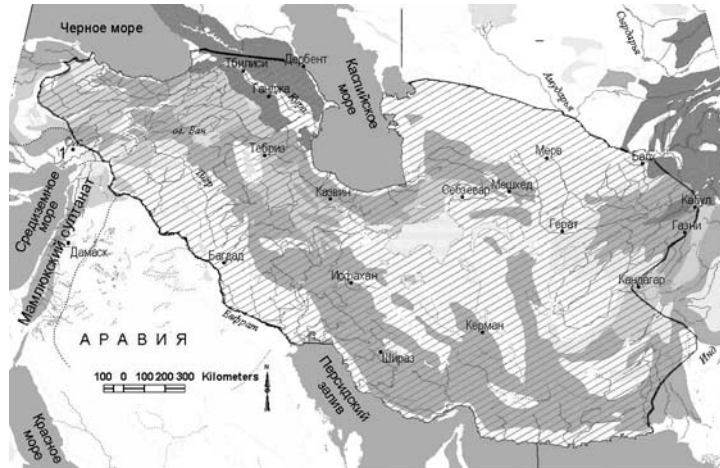 Черное море
Тбилиси
Дербент
Ганджа
Кура
Каспийское
море
Сырдарья
Амударья
оз. Ван
1
Тебриз
Тигр
Казвин
Себзевар
Мешхед
Мерв
Балх
Кабул
Газни
Герат
Кандагар
Средиземное
море
Мамлюкский султанат
Дамаск
Багдад
Исфахан
Керман
Евфрат
АРАВИЯ
Шираз
Инд
100 0 100 200 300 Kilometers
N
Персидский
залив
Красное
море